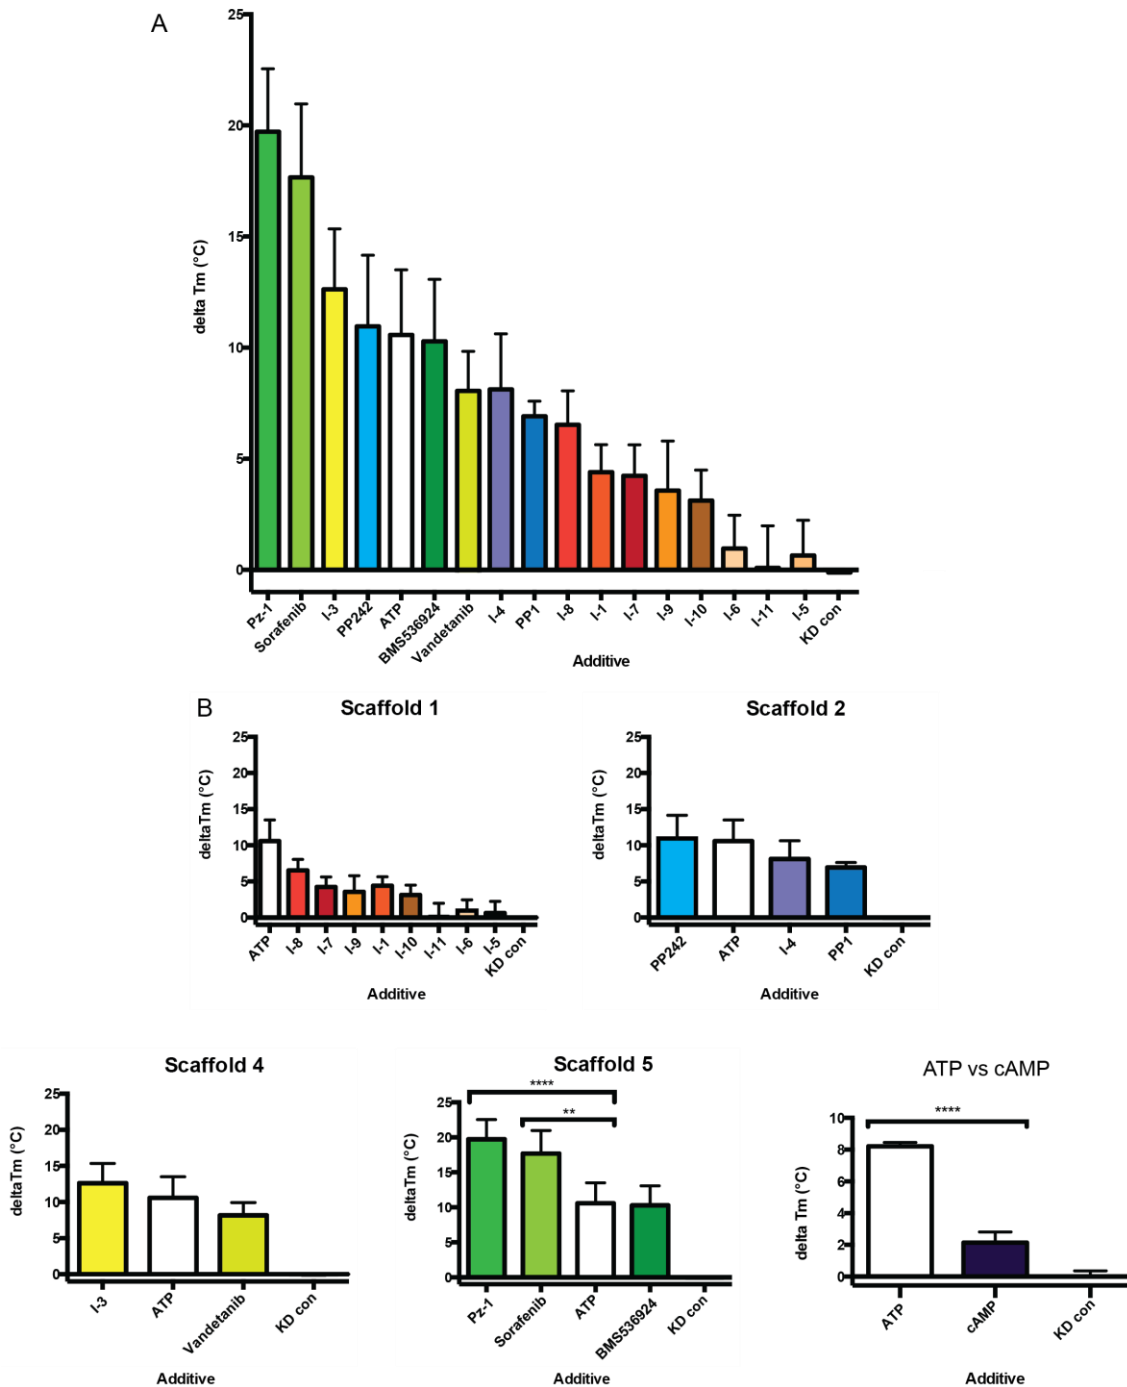 A
25
20
15
10
5
0
delta Tm (°C)
Pz-1 Sorafenib I-3 PP242 ATP BMS536924 Vandetanib I-4 PP1 I-8 I-1 I-7 I-9 I-10 I-6 I-11 I-5 KD con
Additive
B
Scaffold 1
25
20
15
10
5
0
deltaTm (°C)
ATP I-8 I-7 I-9 I-1 I-10 I-11 I-6 I-5 KD con
Additive
Scaffold 2
25
20
15
10
5
0
deltaTm (°C)
PP242 ATP I-4 PP1 KD con
Additive
Scaffold 4
25
20
15
10
5
0
deltaTm (°C)
I-3 ATP Vandetanib KD con
Additive
Scaffold 5
****
**
25
20
15
10
5
0
deltaTm (°C)
Pz-1 Sorafenib ATP BMS536924 KD con
Additive
ATP vs cAMP
****
10
8
6
4
2
0
delta Tm (°C)
ATP cAMP KD con
Additive